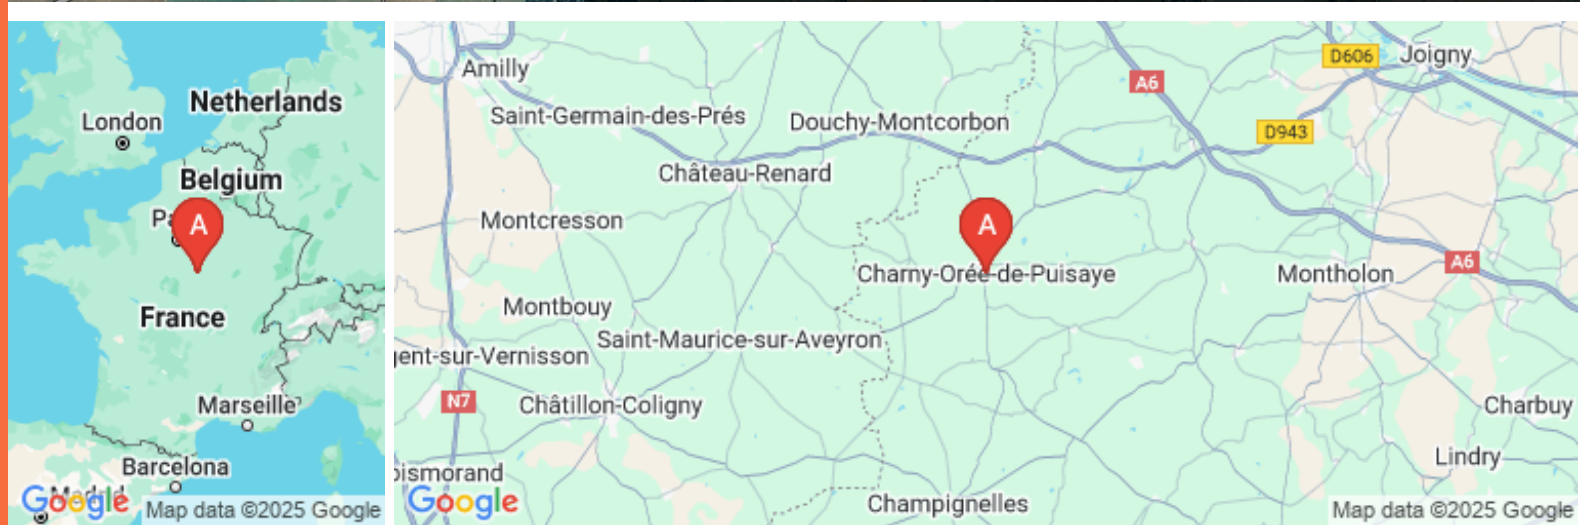 Netherlands
London
Belgium
A
France
Marseille
Barcelona
Google
Map data ©2025 Google
Amilly
D606
Joigny
A6
Saint-Germain-des-Prés
Douchy-Montcorbon
D943
Château-Renard
Montcresson
A
Charny-Orée-de-Puisaye
Montholon
A6
Montbouy
Saint-Maurice-sur-Aveyron
gent-sur-Vernisson
N7
Châtillon-Coligny
Charbuy
Lindry
oismorand
Champignelles
Google
Map data ©2025 Google